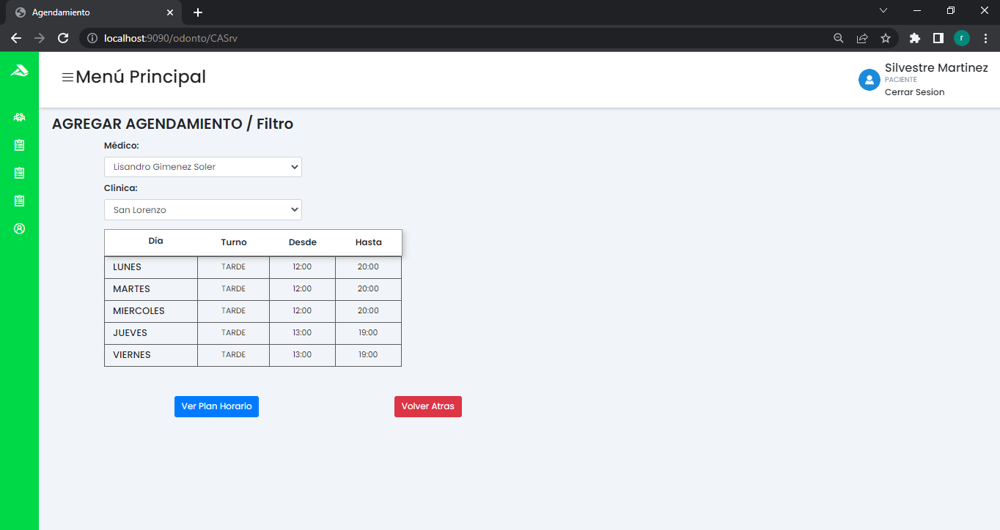 Agendamiento
localhost:9090/odonto/CASrv
r
Menú Principal
Silvestre Martinez
PACIENTE
Cerrar Sesion
AGREGAR AGENDAMIENTO / Filtro
Médico:
Lisandro Gimenez Soler
Clinica:
San Lorenzo
Día Turno Desde Hasta
LUNES TARDE 12:00 20:00
MARTES TARDE 12:00 20:00
MIERCOLES TARDE 12:00 20:00
JUEVES TARDE 13:00 19:00
VIERNES TARDE 13:00 19:00
Ver Plan Horario Volver Atras